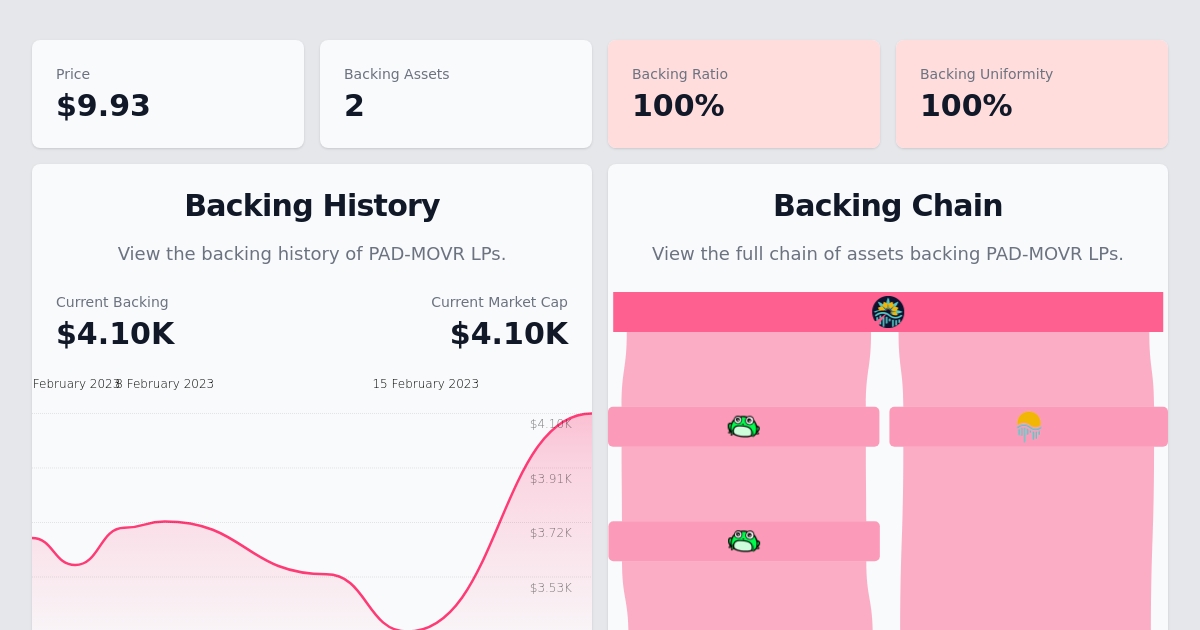 Price
$9.93
Backing Assets
2
Backing Ratio
100%
Backing Uniformity
100%
Backing History
View the backing history of PAD-MOVR LPs.
Current Backing
$4.10K
Current Market Cap
$4.10K
February 2023
8 February 2023
15 February 2023
$4.10K
$3.91K
$3.72K
$3.53K
Backing Chain
View the full chain of assets backing PAD-MOVR LPs.